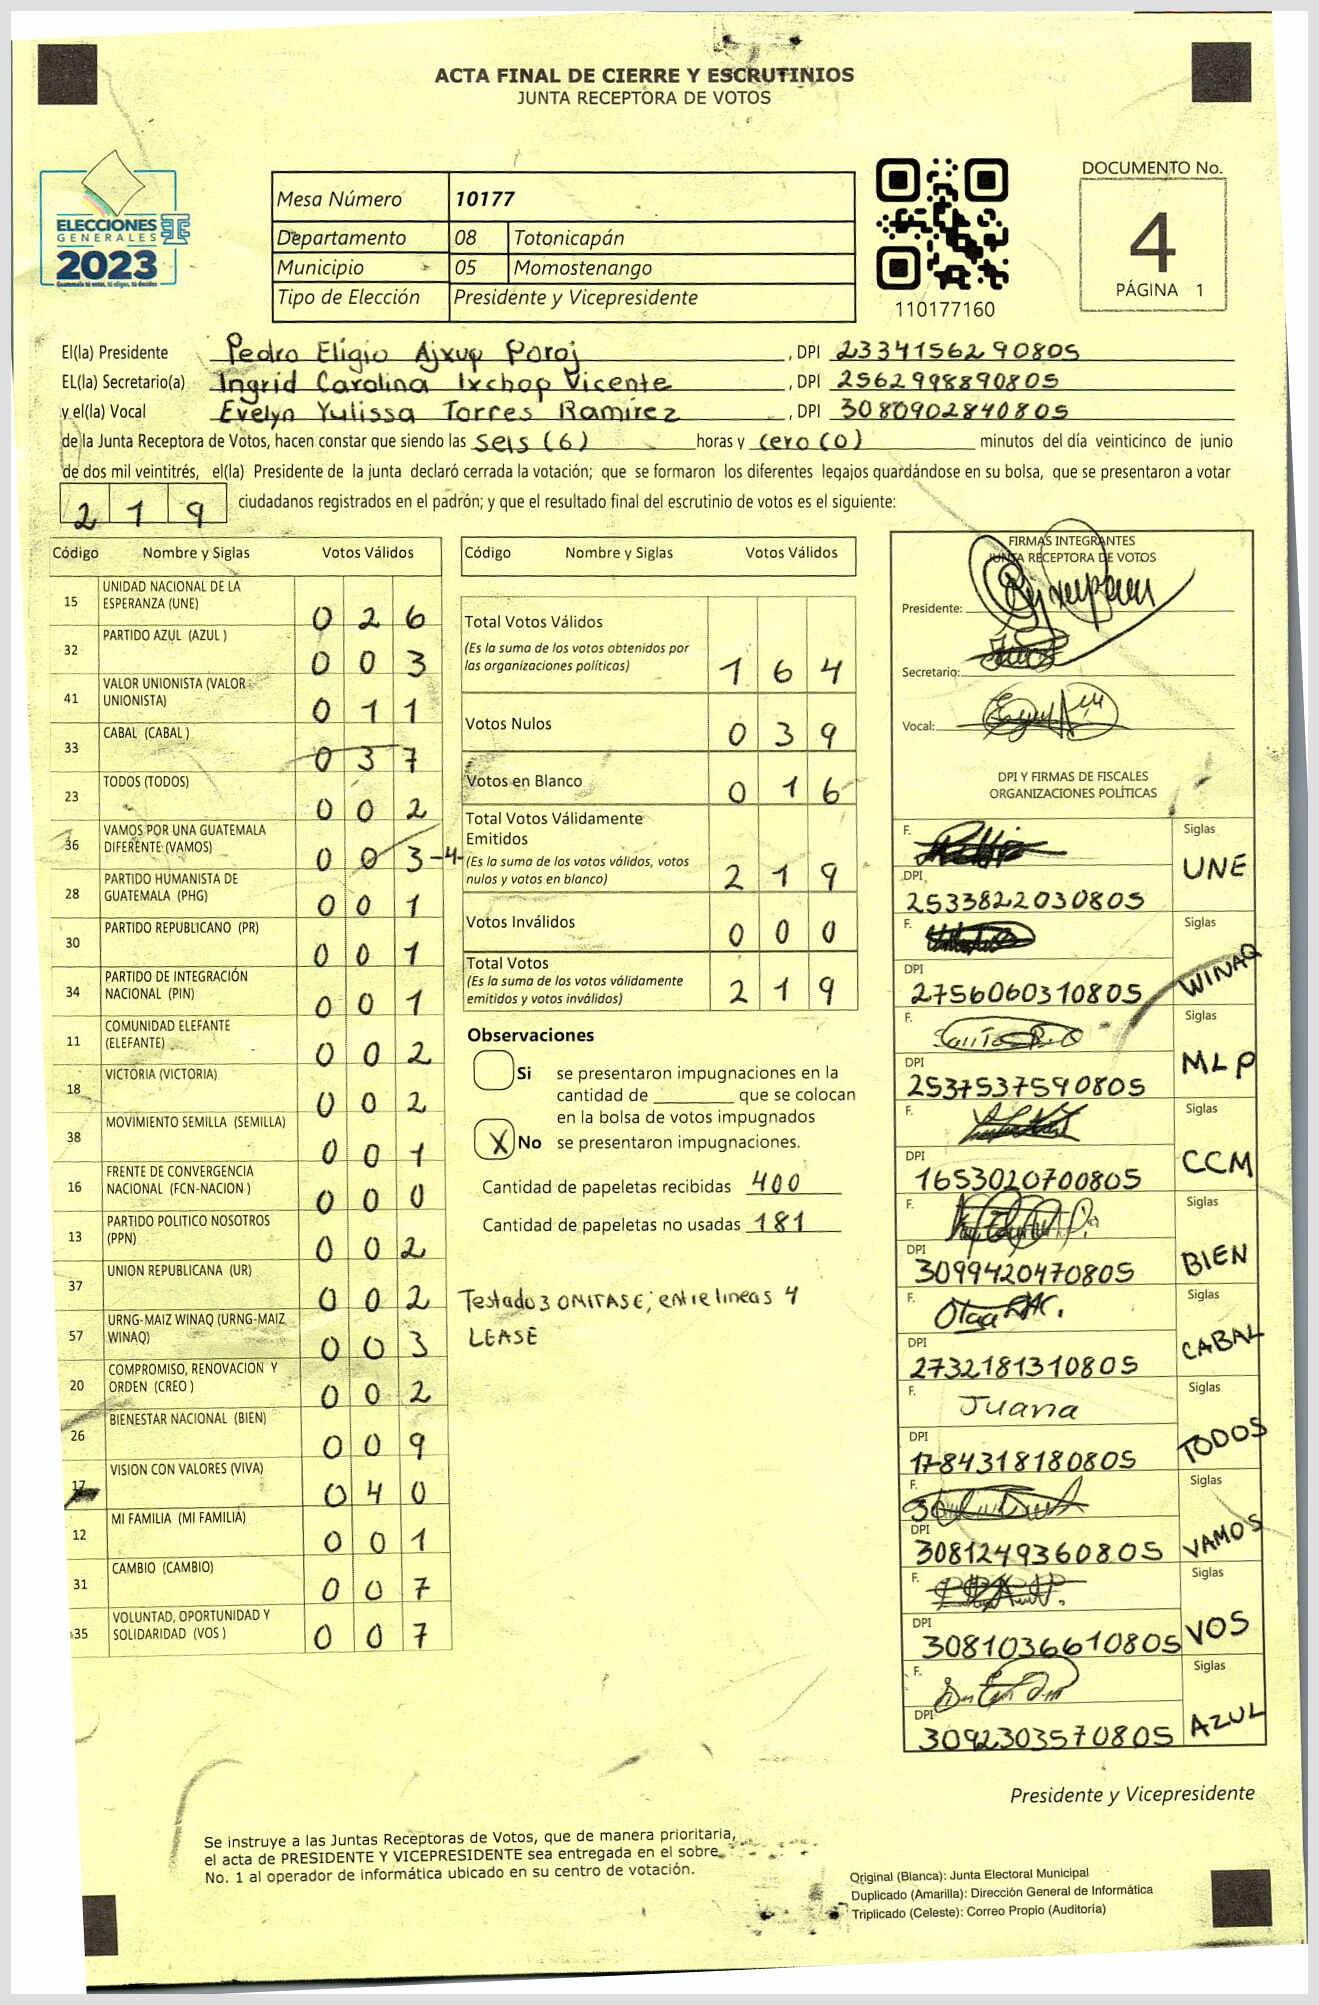 ACTA FINAL DE CIERRE Y ESCRUTINIOS
JUNTA RECEPTORA DE VOTOS
ELECCIONES
GENERALES
2023
Guatemala tú votas, tú eliges, tú decides
Mesa Número 10177
Departamento 08 Totonicapán
Municipio 05 Momostenango
Tipo de Elección Presidente y Vicepresidente
110177160
DOCUMENTO No.
4
PÁGINA 1
El(la) Presidente Pedro Eligio Ajxup Poroj, DPI 2334156290805
EL(la) Secretario(a) Ingrid Carolina Ixchop Vicente, DPI 2562998890805
y el(la) Vocal Evelyn Yulissa Torres Ramirez, DPI 3080902840805
de la Junta Receptora de Votos, hacen constar que siendo las Seis (6) horas y cero (0) minutos del día veinticinco de junio
de dos mil veintitrés, el(la) Presidente de la junta declaró cerrada la votación; que se formaron los diferentes legajos guardándose en su bolsa, que se presentaron a votar
2 1 9 ciudadanos registrados en el padrón; y que el resultado final del escrutinio de votos es el siguiente:
Código Nombre y Siglas Votos Válidos
15 UNIDAD NACIONAL DE LA ESPERANZA (UNE) 0 2 6
32 PARTIDO AZUL (AZUL ) 0 0 3
41 VALOR UNIONISTA (VALOR UNIONISTA) 0 1 1
33 CABAL (CABAL ) 0 3 7
23 TODOS (TODOS) 0 0 2
36 VAMOS POR UNA GUATEMALA DIFERENTE (VAMOS) 0 0 3 -4-
28 PARTIDO HUMANISTA DE GUATEMALA (PHG) 0 0 1
30 PARTIDO REPUBLICANO (PR) 0 0 1
34 PARTIDO DE INTEGRACIÓN NACIONAL (PIN) 0 0 1
11 COMUNIDAD ELEFANTE (ELEFANTE) 0 0 2
18 VICTORIA (VICTORIA) 0 0 2
38 MOVIMIENTO SEMILLA (SEMILLA) 0 0 1
16 FRENTE DE CONVERGENCIA NACIONAL (FCN-NACION ) 0 0 0
13 PARTIDO POLITICO NOSOTROS (PPN) 0 0 2
37 UNION REPUBLICANA (UR) 0 0 2
57 URNG-MAIZ WINAQ (URNG-MAIZ WINAQ) 0 0 3
20 COMPROMISO, RENOVACION Y ORDEN (CREO ) 0 0 2
26 BIENESTAR NACIONAL (BIEN) 0 0 9
17 VISION CON VALORES (VIVA) 0 4 0
12 MI FAMILIA (MI FAMILIA) 0 0 1
31 CAMBIO (CAMBIO) 0 0 7
35 VOLUNTAD, OPORTUNIDAD Y SOLIDARIDAD (VOS ) 0 0 7
Código Nombre y Siglas Votos Válidos
Total Votos Válidos
(Es la suma de los votos obtenidos por
las organizaciones políticas) 1 6 4
Votos Nulos 0 3 9
Votos en Blanco 0 1 6
Total Votos Válidamente
Emitidos
(Es la suma de los votos válidos, votos
nulos y votos en blanco) 2 1 9
Votos Inválidos 0 0 0
Total Votos
(Es la suma de los votos válidamente
emitidos y votos inválidos) 2 1 9
Observaciones
Si se presentaron impugnaciones en la
cantidad de ________ que se colocan
en la bolsa de votos impugnados
X No se presentaron impugnaciones.
Cantidad de papeletas recibidas 400
Cantidad de papeletas no usadas 181
Testado 3 OMITASE; entre lineas 4
LEASE
FIRMAS INTEGRANTES
JUNTA RECEPTORA DE VOTOS
Presidente:
Secretario:
Vocal:
DPI Y FIRMAS DE FISCALES
ORGANIZACIONES POLÍTICAS
F. Siglas
UNE
DPI
2533822030805
F. Siglas
WINAQ
DPI
2756060310805
F. Siglas
MLP
DPI
2537537590805
F. Siglas
CCM
DPI
1653020700805
F. Siglas
BIEN
DPI
3099420470805
F. Olga Siglas
CABAL
DPI
2732181310805
F. Juana Siglas
TODOS
DPI
1784318180805
F. Siglas
VAMOS
DPI
3081249360805
F. Siglas
VOS
DPI
3081036610805
F. Siglas
AZUL
DPI
3092303570805
Presidente y Vicepresidente
Se instruye a las Juntas Receptoras de Votos, que de manera prioritaria,
el acta de PRESIDENTE Y VICEPRESIDENTE sea entregada en el sobre
No. 1 al operador de informática ubicado en su centro de votación.
Original (Blanca): Junta Electoral Municipal
Duplicado (Amarilla): Dirección General de Informática
Triplicado (Celeste): Correo Propio (Auditoría)